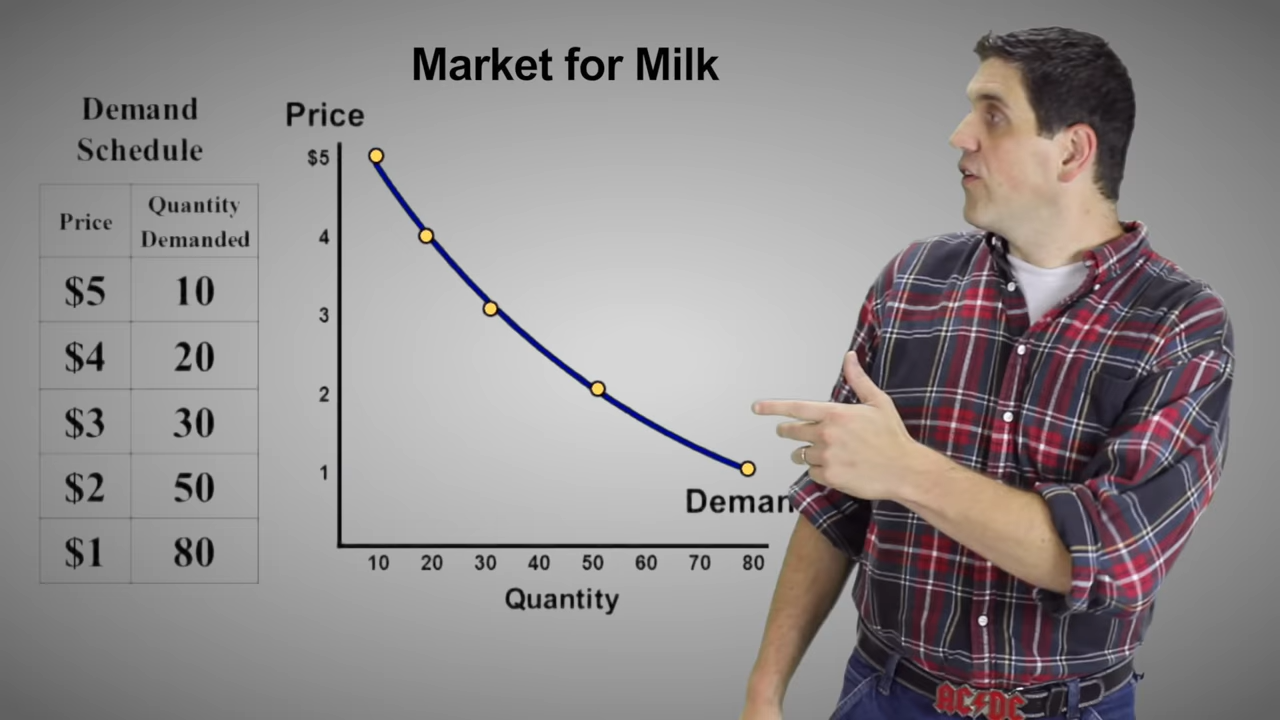 Market for Milk
Demand
Schedule
Price
Quantity
Demanded
$5
10
$4
20
$3
30
$2
50
$1
80
Price
$5
4
3
2
1
Deman
10 20 30 40 50 60 70 80
Quantity
AC DC